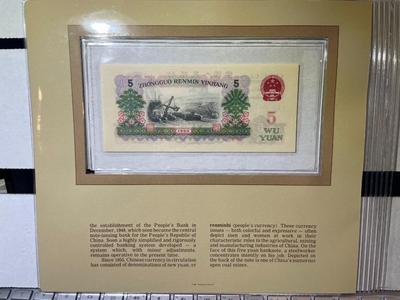 ZHONGGUO RENMIN YINHANG
5
5
1960
5
WU
YUAN
the establishment of the People's Bank in
December, 1948, which soon became the central
note-issuing bank for the People's Republic of
China. Soon a highly simplified and rigorously
controlled banking system developed — a
system which, with minor adjustments,
remains operative to the present time.
Since 1955, Chinese currency in circulation
has consisted of denominations of new yuan, or
renminbi (people's currency). These currency
issues — both colorful and expressive — often
depict men and women at work in their
characteristic roles in the agricultural, mining
and manufacturing industries of China. On the
face of this five yuan banknote, a steelworker
concentrates intently on his job. Depicted on
the back of the note is one of China's numerous
open coal mines.